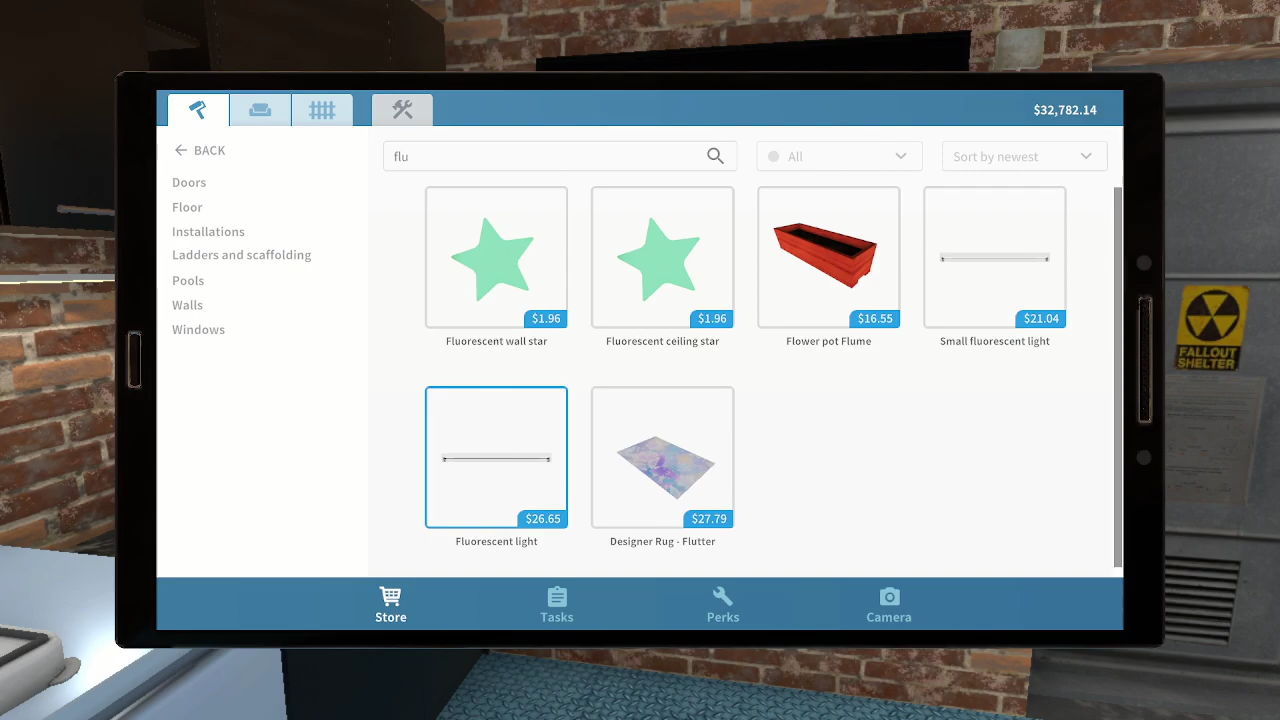 $32,782.14
BACK
flu
All
Sort by newest
Doors
Floor
Installations
Ladders and scaffolding
Pools
Walls
Windows
$1.96
$1.96
$16.55
$21.04
Fluorescent wall star
Fluorescent ceiling star
Flower pot Flume
Small fluorescent light
$26.65
$27.79
Fluorescent light
Designer Rug - Flutter
Store
Tasks
Perks
Camera
FALLOUT
SHELTER